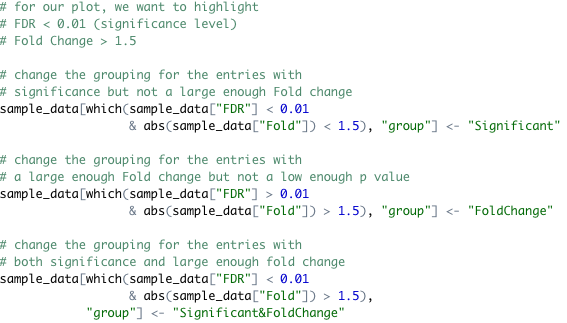 # for our plot, we want to highlight
# FDR < 0.01 (significance level)
# Fold Change > 1.5
# change the grouping for the entries with
# significance but not a large enough Fold change
sample_data[which(sample_data["FDR"] < 0.01
& abs(sample_data["Fold"]) < 1.5), "group"] <- "Significant"
# change the grouping for the entries with
# a large enough Fold change but not a low enough p value
sample_data[which(sample_data["FDR"] > 0.01
& abs(sample_data["Fold"]) > 1.5), "group"] <- "FoldChange"
# change the grouping for the entries with
# both significance and large enough fold change
sample_data[which(sample_data["FDR"] < 0.01
& abs(sample_data["Fold"]) > 1.5),
"group"] <- "Significant&FoldChange"